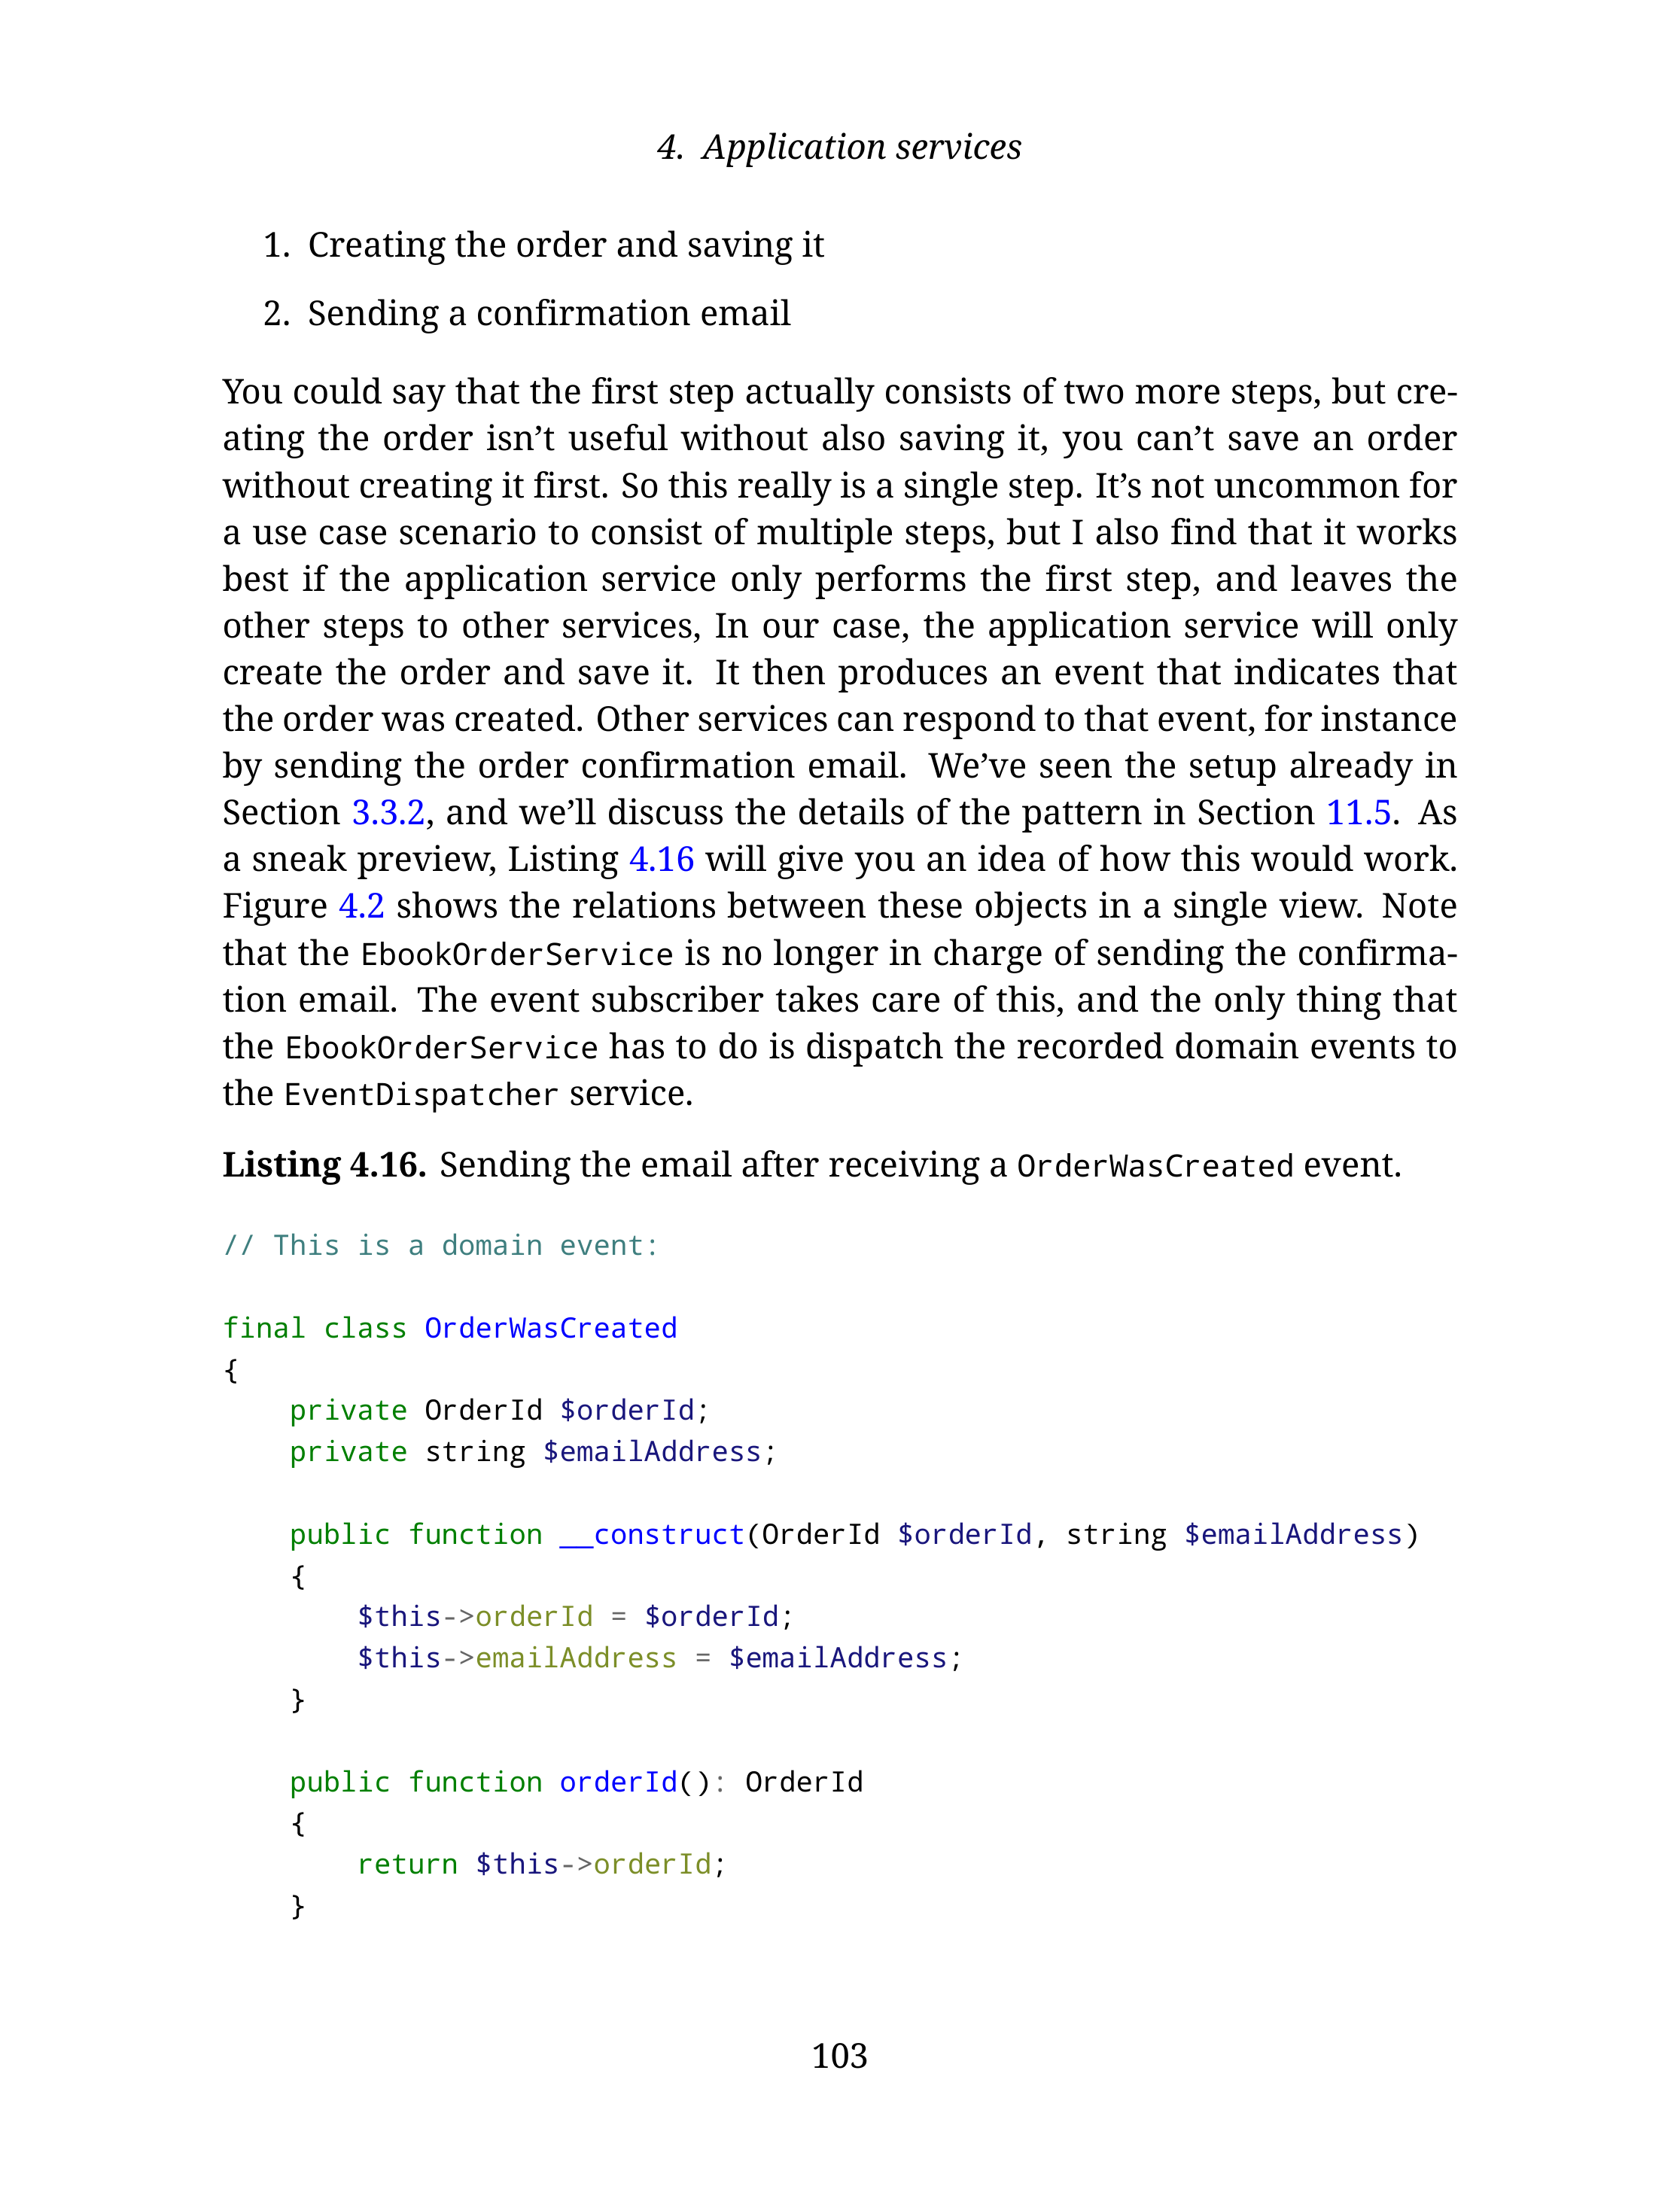 4. Application services
1. Creating the order and saving it
2. Sending a confirmation email
You could say that the first step actually consists of two more steps, but cre-
ating the order isn’t useful without also saving it, you can’t save an order
without creating it first. So this really is a single step. It’s not uncommon for
a use case scenario to consist of multiple steps, but I also find that it works
best if the application service only performs the first step, and leaves the
other steps to other services, In our case, the application service will only
create the order and save it. It then produces an event that indicates that
the order was created. Other services can respond to that event, for instance
by sending the order confirmation email. We’ve seen the setup already in
Section 3.3.2, and we’ll discuss the details of the pattern in Section 11.5. As
a sneak preview, Listing 4.16 will give you an idea of how this would work.
Figure 4.2 shows the relations between these objects in a single view. Note
that the EbookOrderService is no longer in charge of sending the confirma-
tion email. The event subscriber takes care of this, and the only thing that
the EbookOrderService has to do is dispatch the recorded domain events to
the EventDispatcher service.
Listing 4.16. Sending the email after receiving a OrderWasCreated event.
// This is a domain event:
final class OrderWasCreated
{
    private OrderId $orderId;
    private string $emailAddress;
    public function __construct(OrderId $orderId, string $emailAddress)
    {
        $this->orderId = $orderId;
        $this->emailAddress = $emailAddress;
    }
    public function orderId(): OrderId
    {
        return $this->orderId;
    }
103